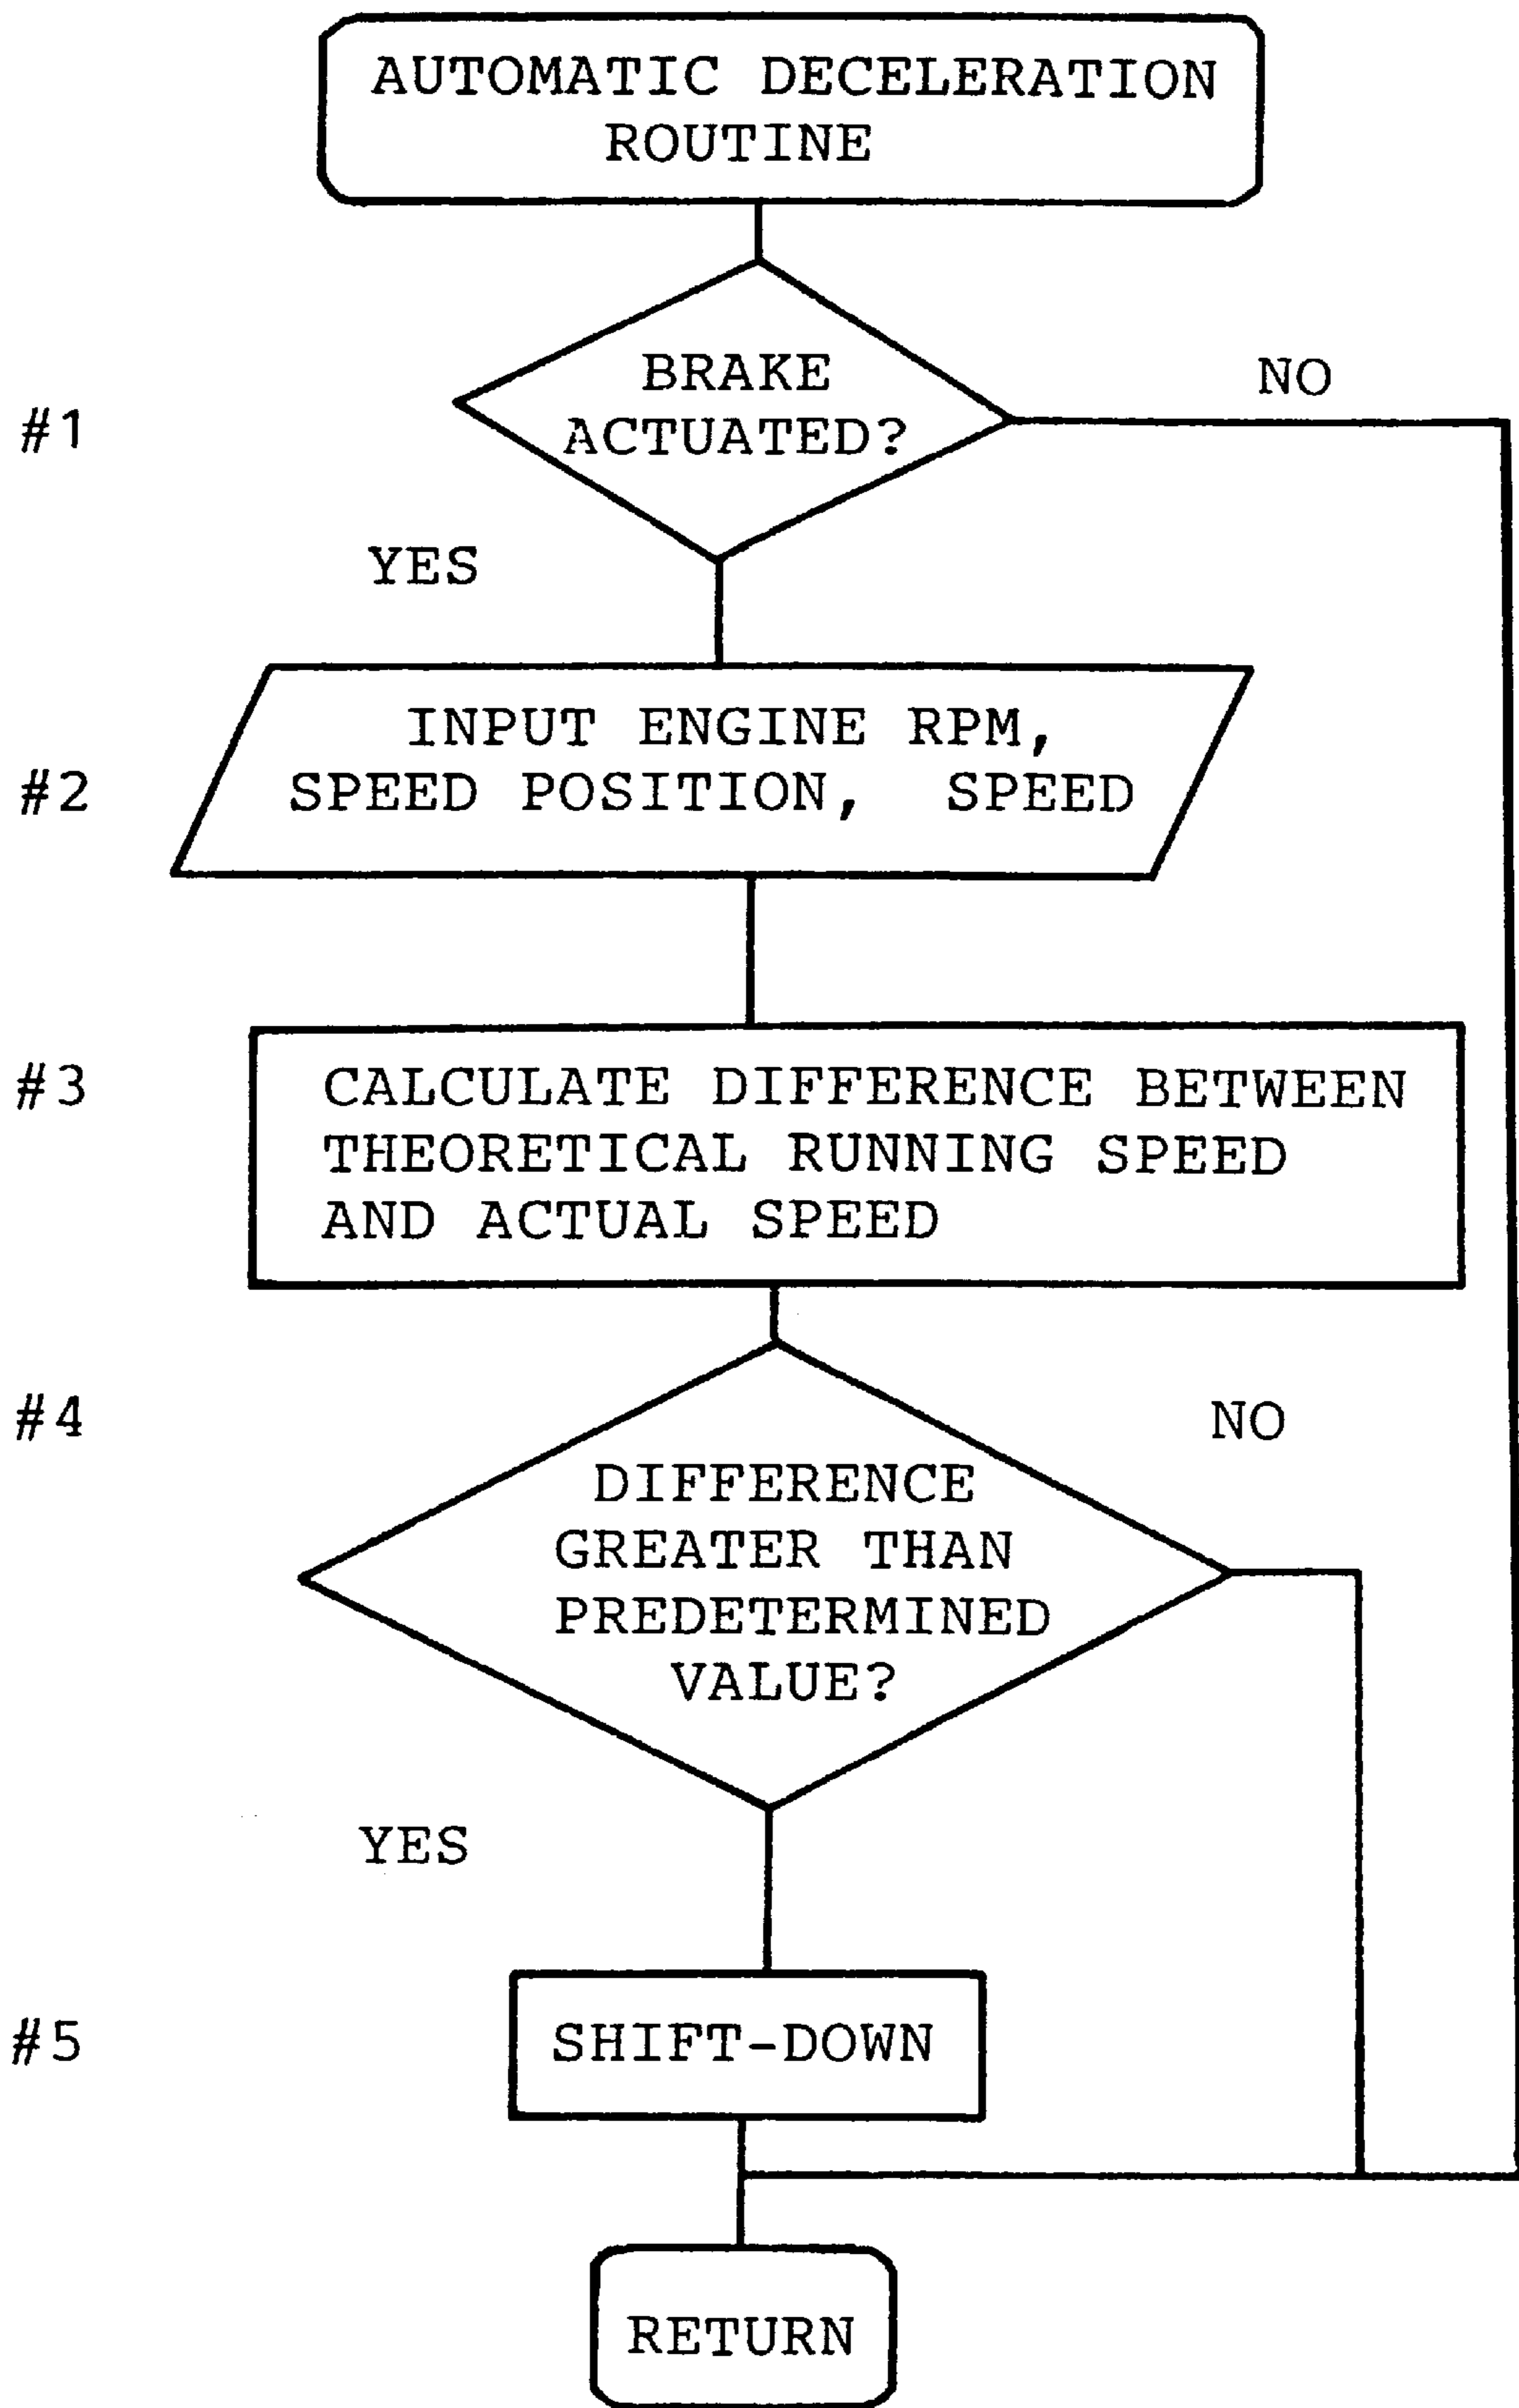 AUTOMATIC DECELERATION
ROUTINE
#1
BRAKE
ACTUATED?
NO
YES
#2
INPUT ENGINE RPM,
SPEED POSITION, SPEED
#3
CALCULATE DIFFERENCE BETWEEN
THEORETICAL RUNNING SPEED
AND ACTUAL SPEED
#4
NO
DIFFERENCE
GREATER THAN
PREDETERMINED
VALUE?
YES
#5
SHIFT-DOWN
RETURN